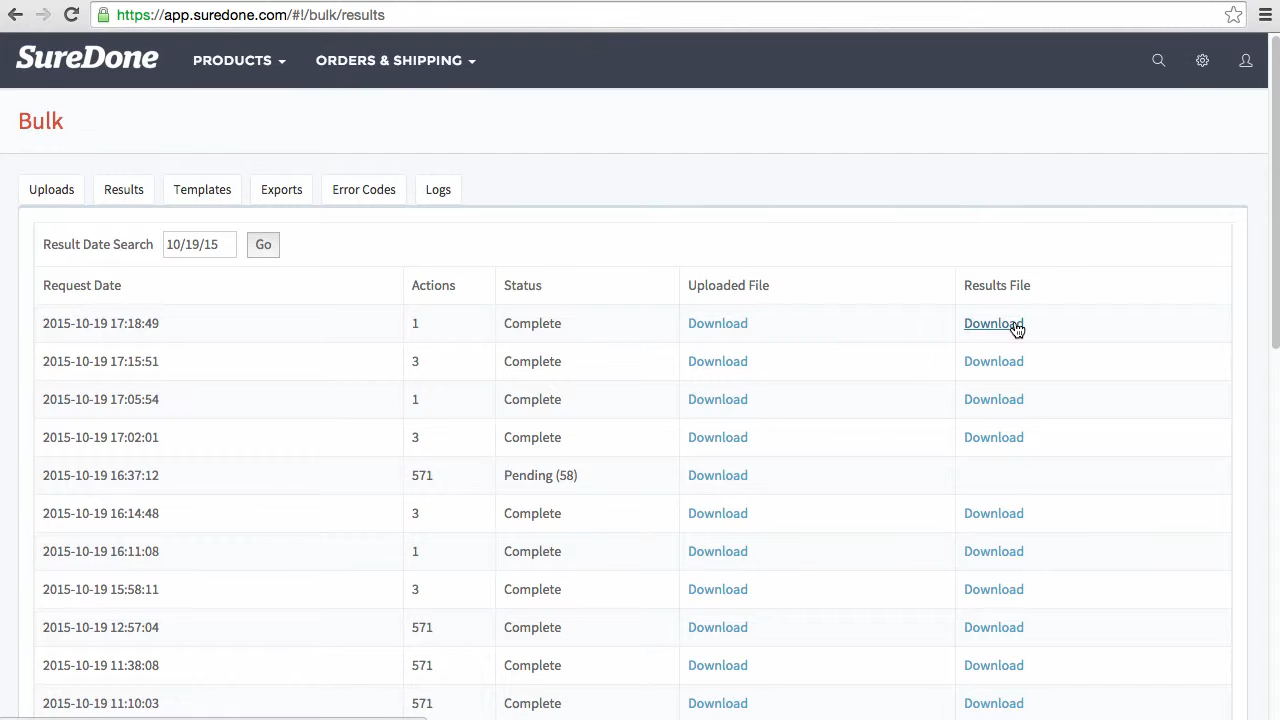 https://app.suredone.com/#!/bulk/results
SureDone PRODUCTS ORDERS & SHIPPING
Bulk
Uploads Results Templates Exports Error Codes Logs
Result Date Search 10/19/15 Go
Request Date Actions Status Uploaded File Results File
2015-10-19 17:18:49 1 Complete Download Download
2015-10-19 17:15:51 3 Complete Download Download
2015-10-19 17:05:54 1 Complete Download Download
2015-10-19 17:02:01 3 Complete Download Download
2015-10-19 16:37:12 571 Pending (58) Download
2015-10-19 16:14:48 3 Complete Download Download
2015-10-19 16:11:08 1 Complete Download Download
2015-10-19 15:58:11 3 Complete Download Download
2015-10-19 12:57:04 571 Complete Download Download
2015-10-19 11:38:08 571 Complete Download Download
2015-10-19 11:10:03 571 Complete Download Download